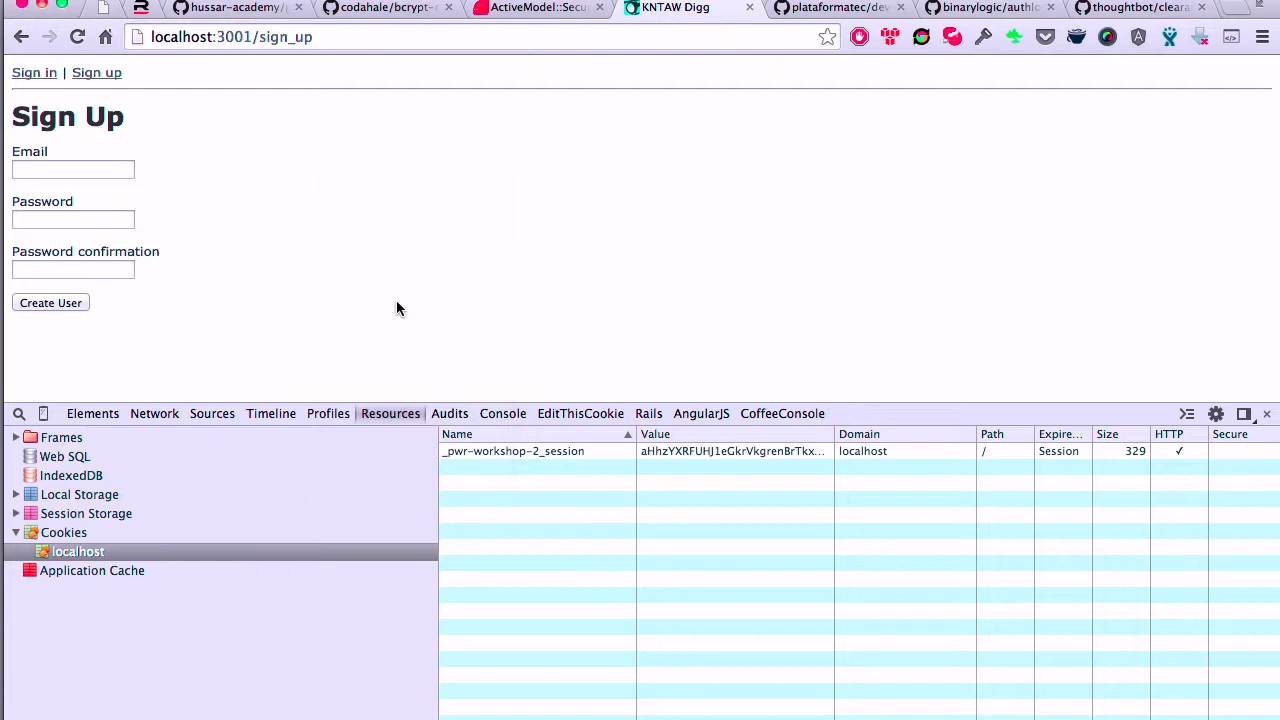 hussar-academy/p
codahale/bcrypt-r
ActiveModel::Secu
KNTAW Digg
plataformatec/dev
binarylogic/authlo
thoughtbot/clea
localhost:3001/sign_up
Sign in | Sign up
Sign Up
Email
Password
Password confirmation
Create User
Elements Network Sources Timeline Profiles Resources Audits Console EditThisCookie Rails AngularJS CoffeeConsole
Frames
Web SQL
IndexedDB
Local Storage
Session Storage
Cookies
localhost
Application Cache
Name Value Domain Path Expire... Size HTTP Secure
_pwr-workshop-2_session aHhzYXRFUHJ1eGkrVkgrenBrTkx... localhost / Session 329 ✓